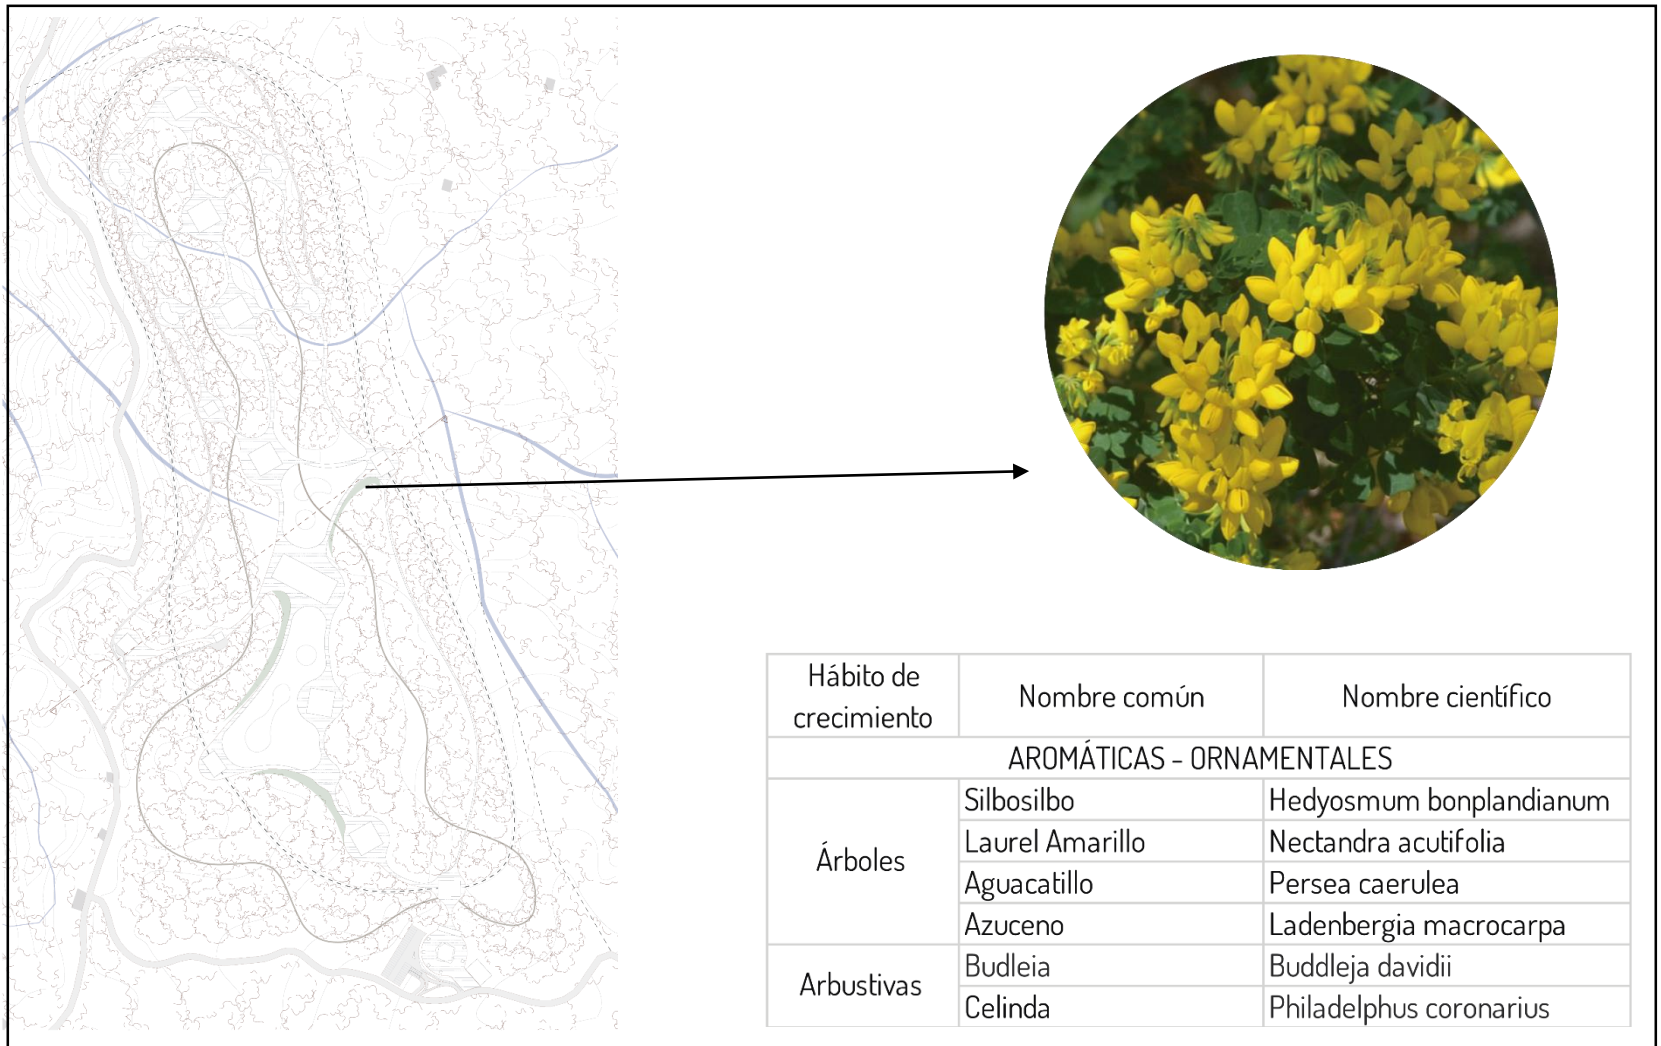 Hábito de
crecimiento
Nombre común
Nombre científico
AROMÁTICAS - ORNAMENTALES
Árboles
Silbosilbo
Hedyosmum bonplandianum
Laurel Amarillo
Nectandra acutifolia
Aguacatillo
Persea caerulea
Azuceno
Ladenbergia macrocarpa
Arbustivas
Budleia
Buddleja davidii
Celinda
Philadelphus coronarius